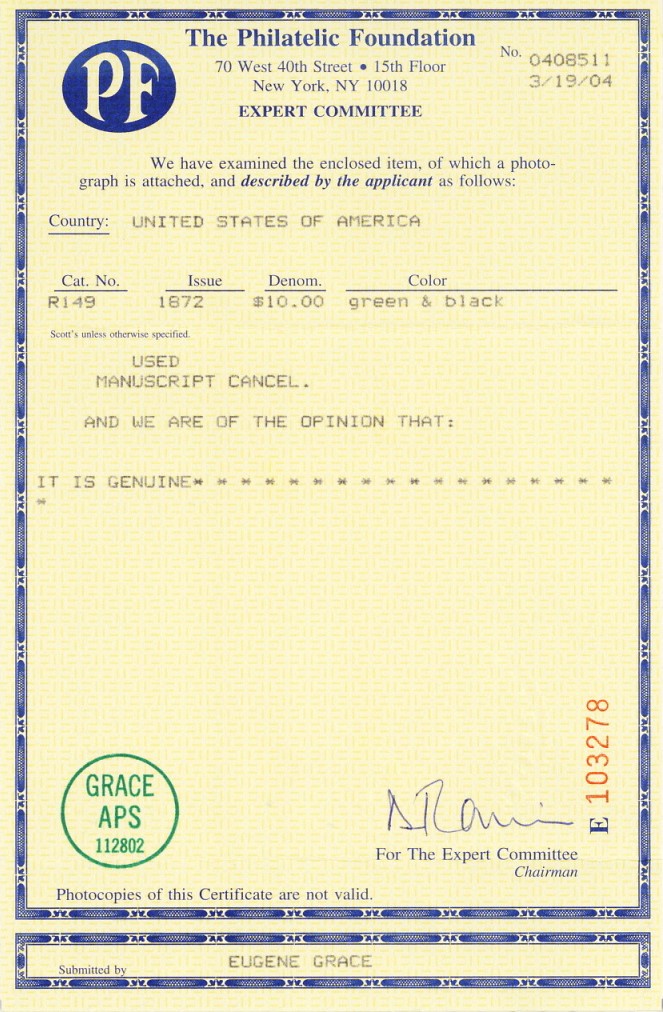 PF
The Philatelic Foundation
No. 0408511
70 West 40th Street • 15th Floor
3/19/04
New York, NY 10018
EXPERT COMMITTEE
We have examined the enclosed item, of which a photo-
graph is attached, and described by the applicant as follows:
Country: UNITED STATES OF AMERICA
Cat. No. Issue Denom. Color
R149 1872 $10.00 green & black
Scott's unless otherwise specified.
USED
MANUSCRIPT CANCEL.
AND WE ARE OF THE OPINION THAT:
IT IS GENUINE* * * * * * * * * * * * * * * * * *
*
E 103278
GRACE
APS
112802
For The Expert Committee
Chairman
Photocopies of this Certificate are not valid.
Submitted by EUGENE GRACE